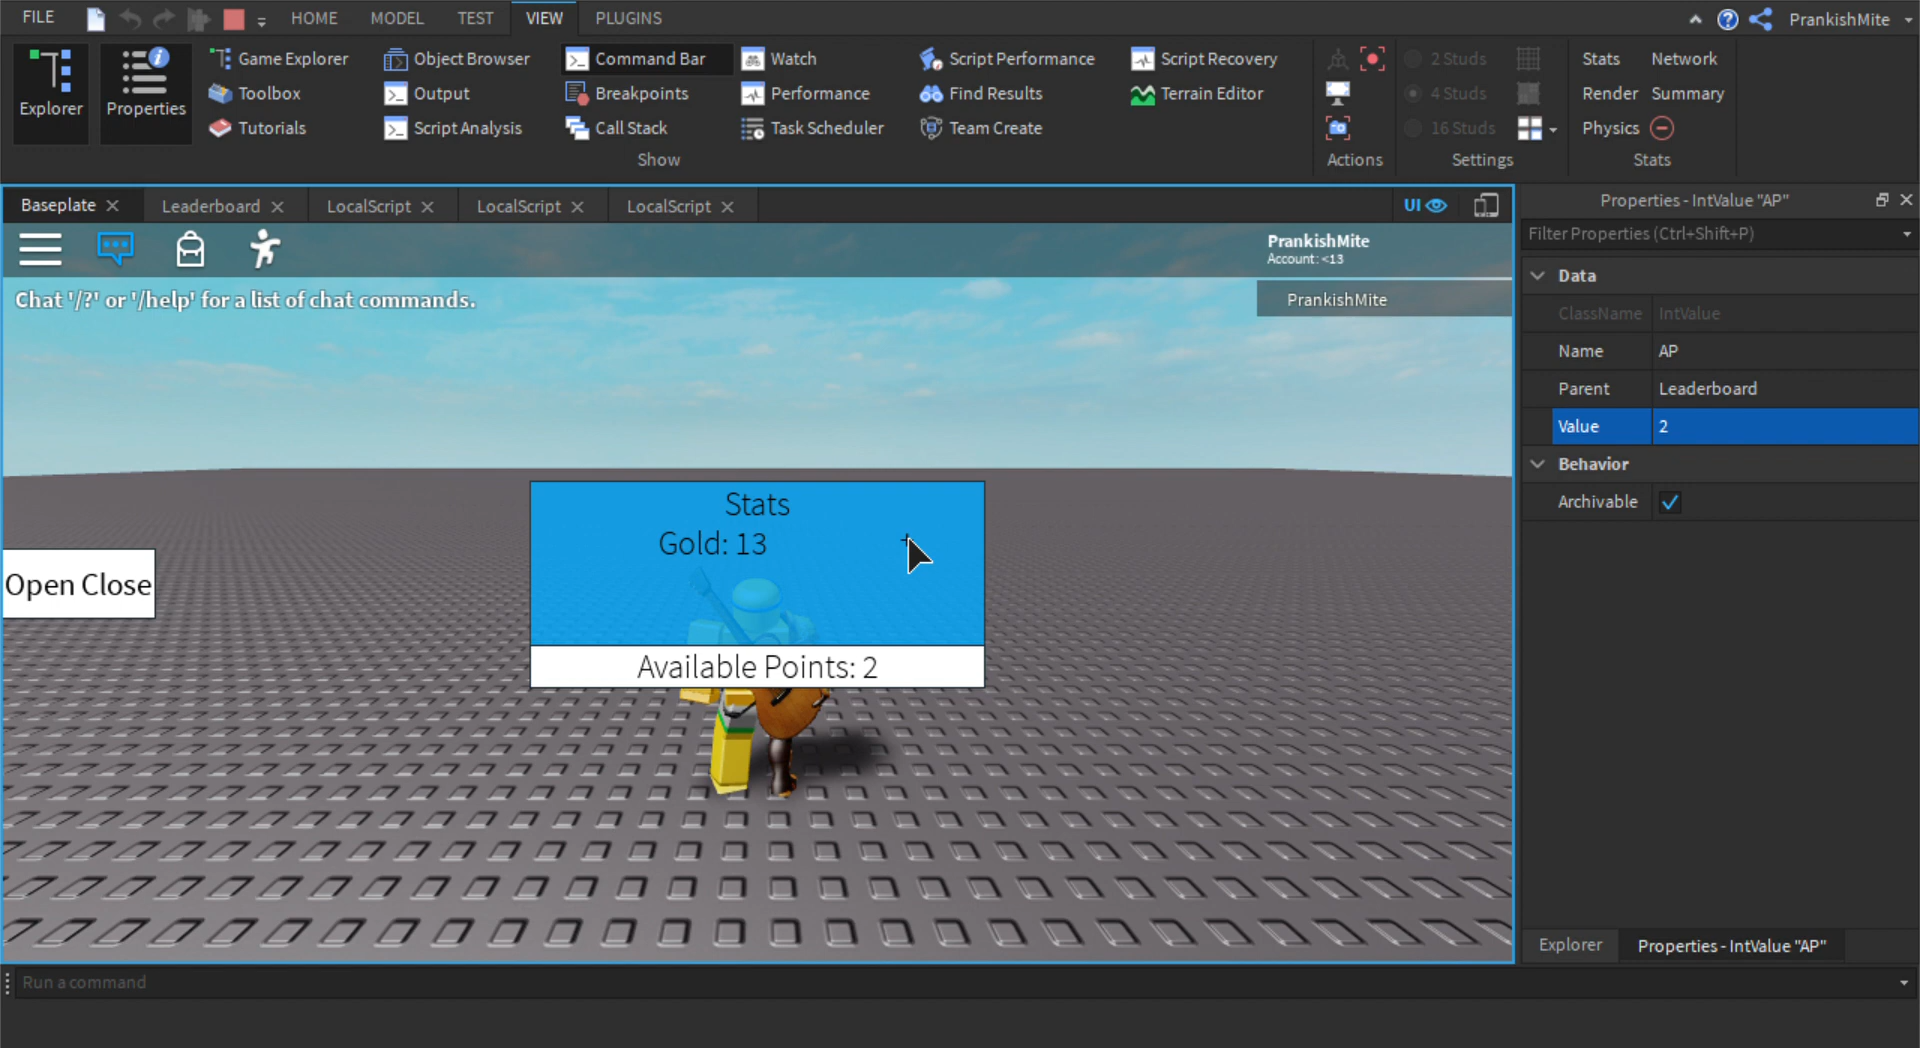 FILE HOME MODEL TEST VIEW PLUGINS PrankishMite
Explorer
Properties
Game Explorer
Toolbox
Tutorials
Object Browser
Output
Script Analysis
Command Bar
Breakpoints
Call Stack
Watch
Performance
Task Scheduler
Script Performance
Find Results
Team Create
Script Recovery
Terrain Editor
Show
Actions
2 Studs
4 Studs
16 Studs
Settings
Stats Network
Render Summary
Physics
Stats
Baseplate Leaderboard LocalScript LocalScript LocalScript UI
PrankishMite
Account: <13
PrankishMite
Chat '/?' or '/help' for a list of chat commands.
Stats
Gold: 13 +
Open Close
Available Points: 2
Properties - IntValue "AP"
Filter Properties (Ctrl+Shift+P)
Data
ClassName IntValue
Name AP
Parent Leaderboard
Value 2
Behavior
Archivable
Explorer Properties - IntValue "AP"
Run a command